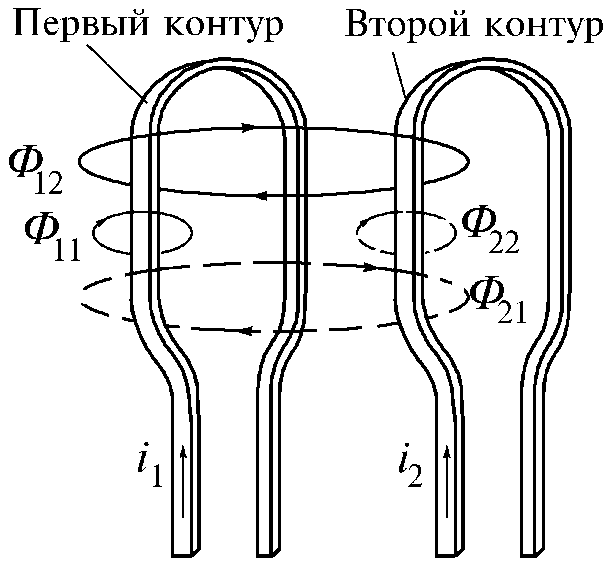 Первый контур
Второй контур
Φ12
Φ11
Φ22
Φ21
i1
i2